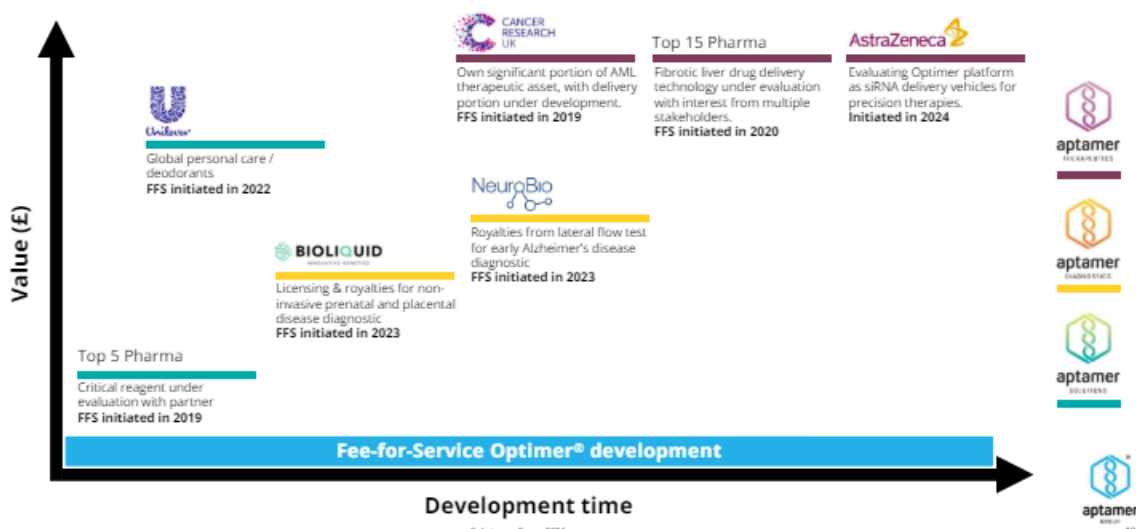 CANCER
RESEARCH
UK
Own significant portion of AML
therapeutic asset, with delivery
portion under development.
FFS initiated in 2019
Top 15 Pharma
Fibrotic liver drug delivery
technology under evaluation
with interest from multiple
stakeholders.
FFS initiated in 2020
AstraZeneca
Evaluating Optimer platform
as siRNA delivery vehicles for
precision therapies.
Initiated in 2024
Unilever
Global personal care /
deodorants
FFS initiated in 2022
NeuroBio
Royalties from lateral flow test
for early Alzheimer's disease
diagnostic
FFS initiated in 2023
BIOLIQUID
INNOVATIVE GENETICS
Licensing & royalties for non-
invasive prenatal and placental
disease diagnostic
FFS initiated in 2023
Top 5 Pharma
Critical reagent under
evaluation with partner
FFS initiated in 2019
Value (£)
Fee-for-Service Optimer® development
Development time
aptamer
THERAPEUTICS
aptamer
DIAGNOSTICS
aptamer
SOLUTIONS
aptamer
GROUP